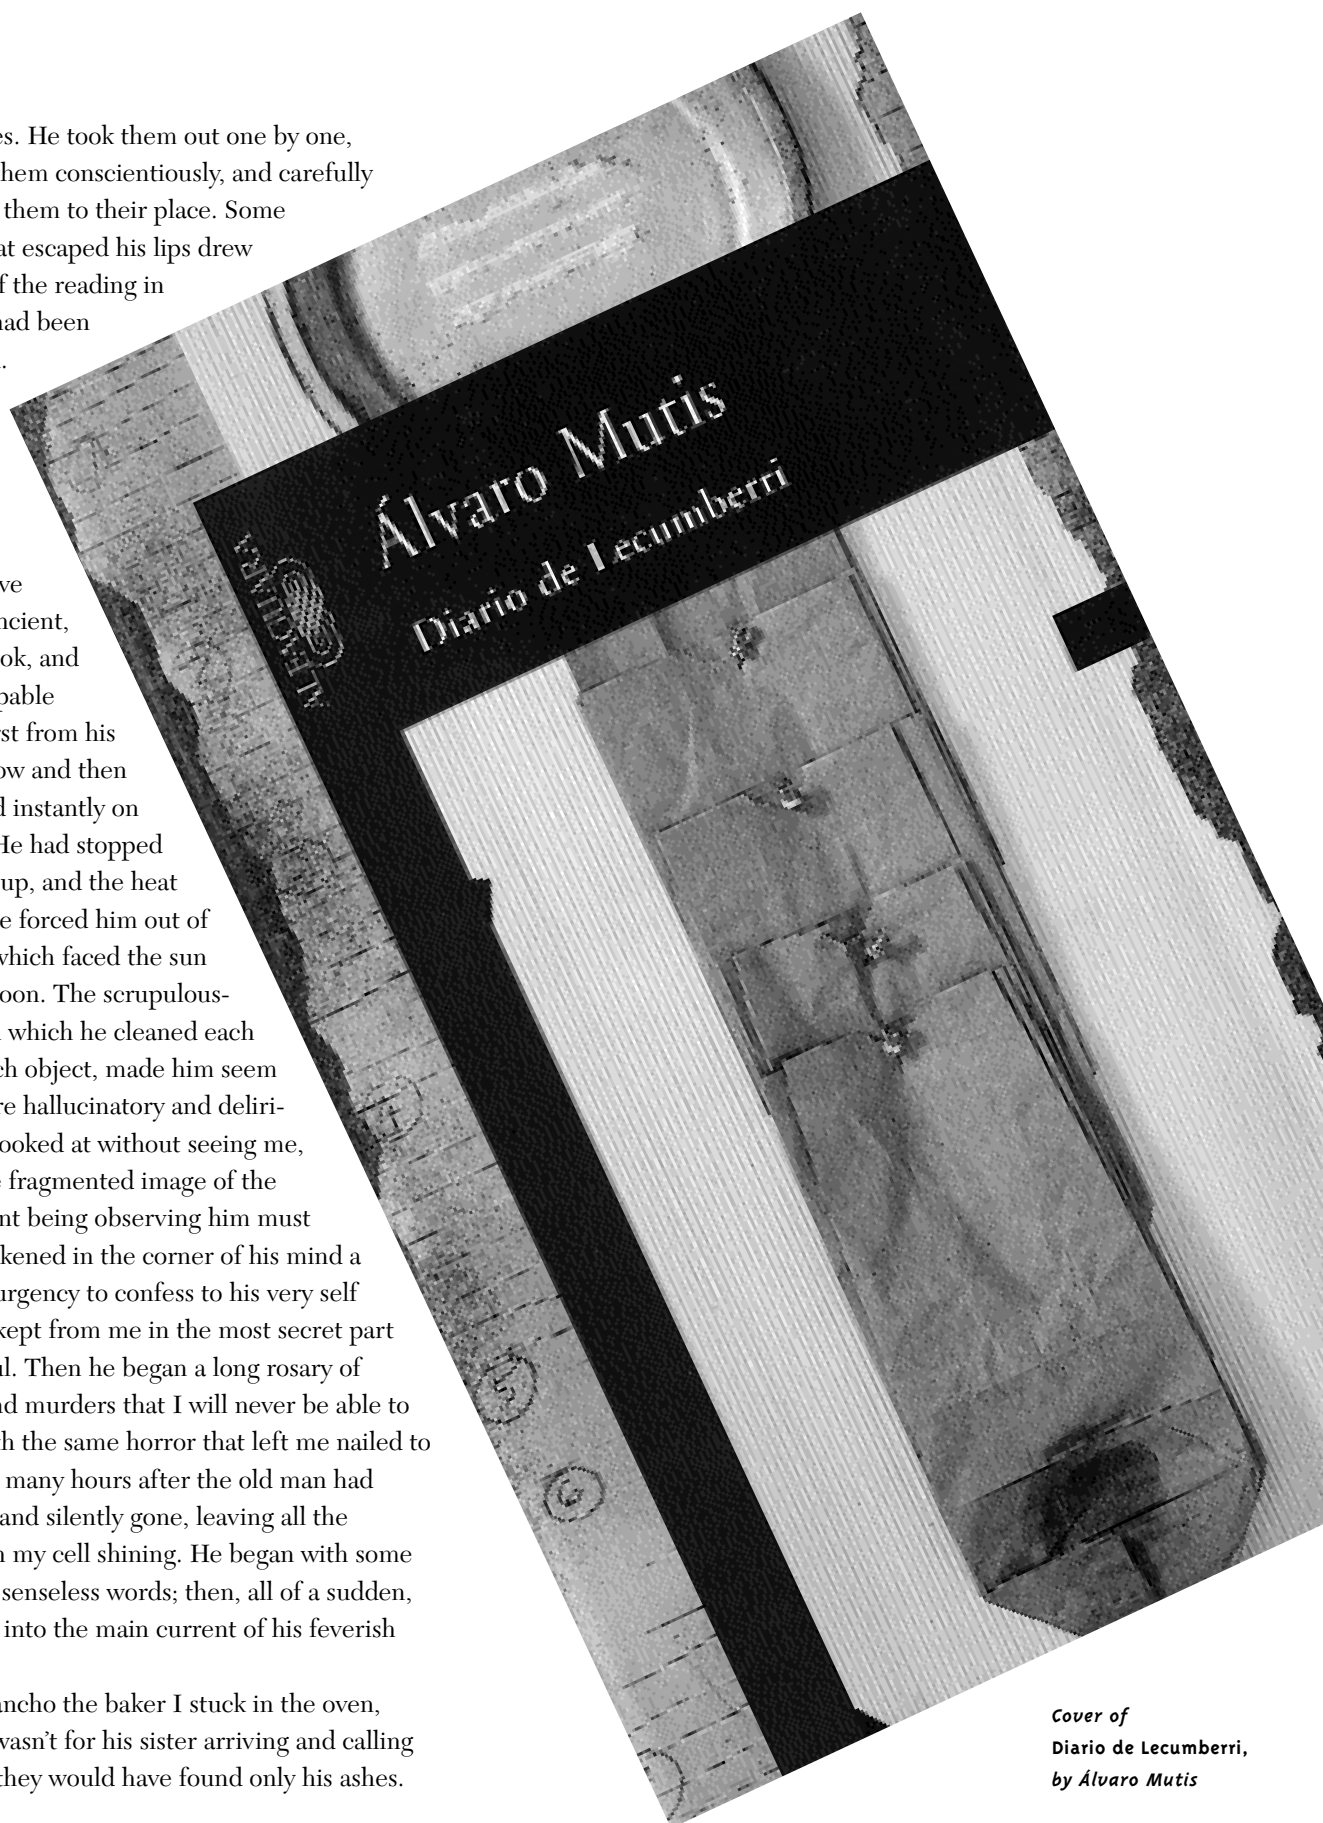 es. He took them out one by one,
hem conscientiously, and carefully
them to their place. Some
at escaped his lips drew
f the reading in
had been
.
ve
ncient,
ok, and
pable
rst from his
ow and then
d instantly on
He had stopped
up, and the heat
e forced him out of
which faced the sun
oon. The scrupulous-
which he cleaned each
ch object, made him seem
re hallucinatory and deliri-
ooked at without seeing me,
e fragmented image of the
nt being observing him must
kened in the corner of his mind a
urgency to confess to his very self
kept from me in the most secret part
ul. Then he began a long rosary of
nd murders that I will never be able to
th the same horror that left me nailed to
many hours after the old man had
and silently gone, leaving all the
n my cell shining. He began with some
senseless words; then, all of a sudden,
into the main current of his feverish
ancho the baker I stuck in the oven,
wasn't for his sister arriving and calling
they would have found only his ashes.
Álvaro Mutis
Diario de Lecumberri
5
6
Cover of
Diario de Lecumberri,
by Álvaro Mutis